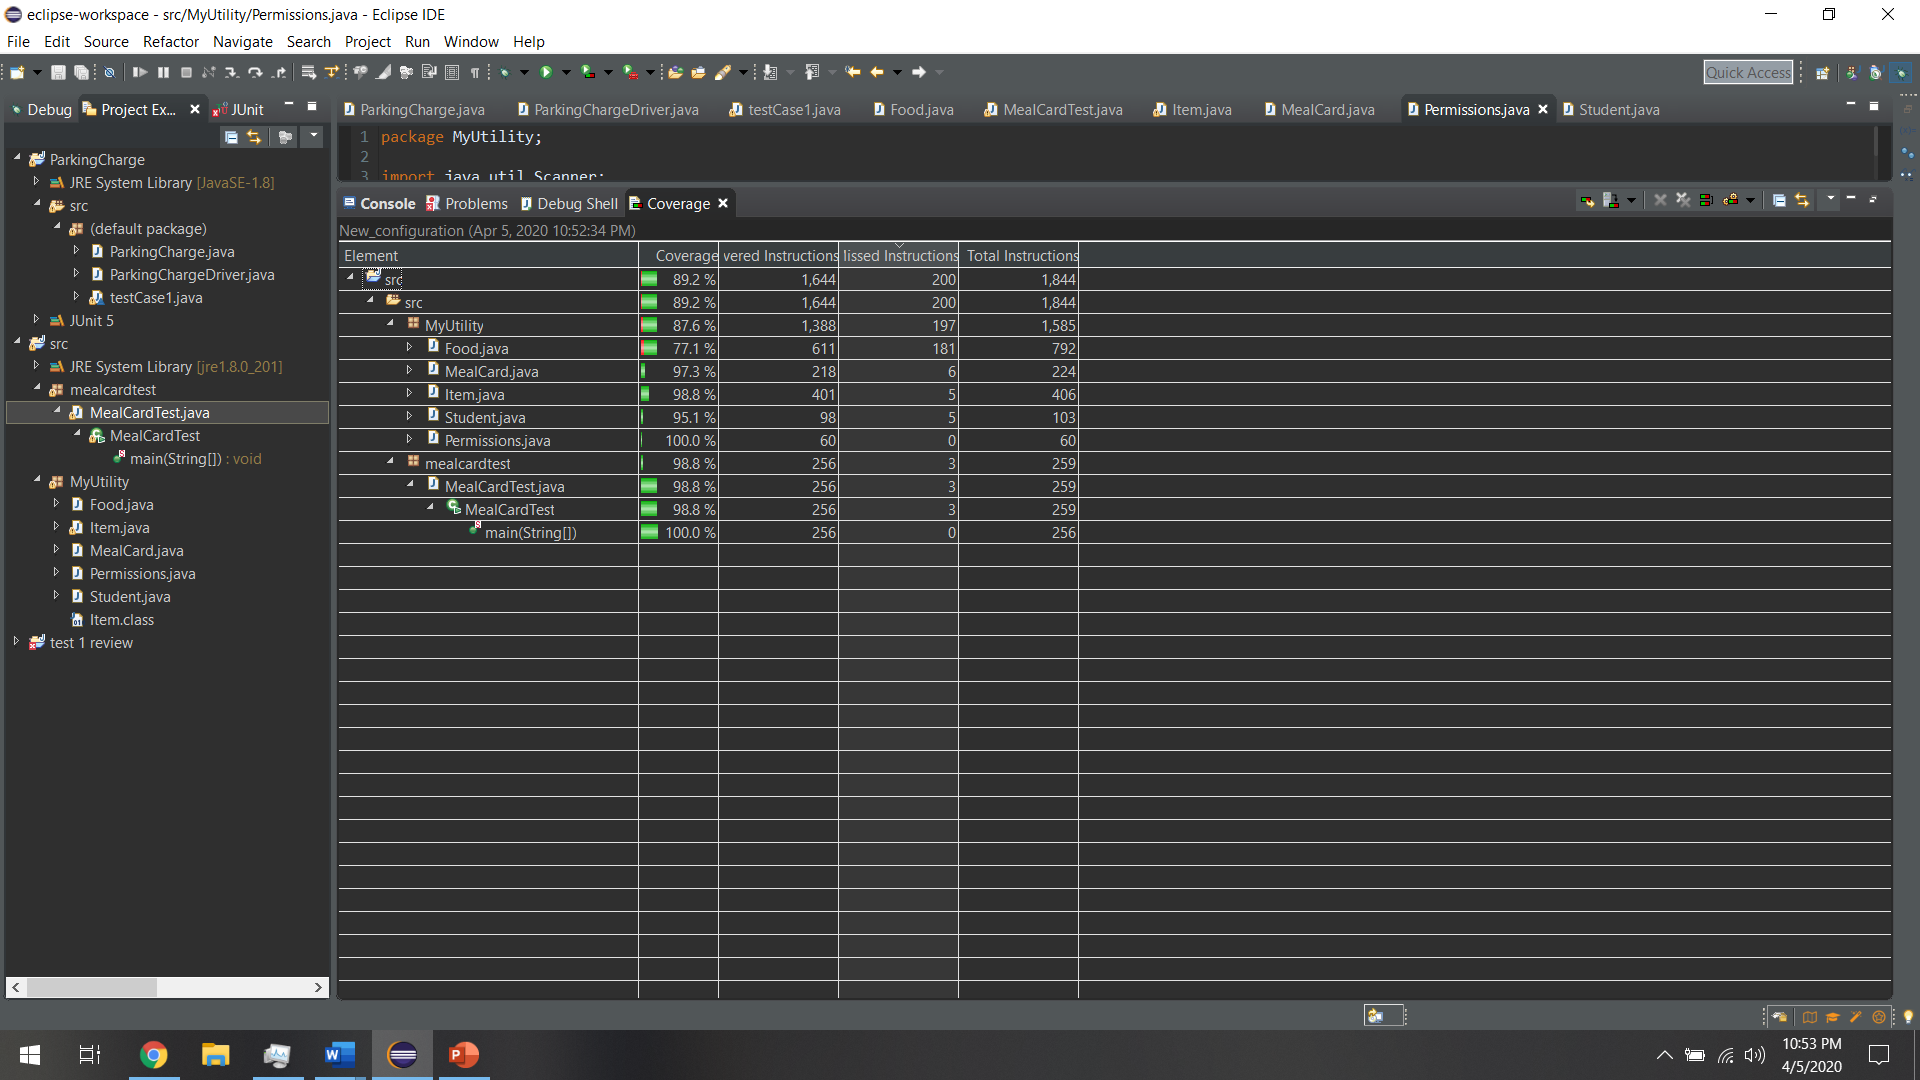 eclipse-workspace - src/MyUtility/Permissions.java - Eclipse IDE
File Edit Source Refactor Navigate Search Project Run Window Help
Quick Access
Debug Project Ex... JUnit
ParkingCharge.java ParkingChargeDriver.java testCase1.java Food.java MealCardTest.java Item.java MealCard.java Permissions.java Student.java
1 package MyUtility;
2
3 import java.util.Scanner;
ParkingCharge
JRE System Library [JavaSE-1.8]
src
(default package)
ParkingCharge.java
ParkingChargeDriver.java
testCase1.java
JUnit 5
src
JRE System Library [jre1.8.0_201]
mealcardtest
MealCardTest.java
MealCardTest
main(String[]) : void
MyUtility
Food.java
Item.java
MealCard.java
Permissions.java
Student.java
Item.class
test 1 review
Console Problems Debug Shell Coverage
New_configuration (Apr 5, 2020 10:52:34 PM)
Element Coverage vered Instructions lissed Instructions Total Instructions
src 89.2 % 1,644 200 1,844
src 89.2 % 1,644 200 1,844
MyUtility 87.6 % 1,388 197 1,585
Food.java 77.1 % 611 181 792
MealCard.java 97.3 % 218 6 224
Item.java 98.8 % 401 5 406
Student.java 95.1 % 98 5 103
Permissions.java 100.0 % 60 0 60
mealcardtest 98.8 % 256 3 259
MealCardTest.java 98.8 % 256 3 259
MealCardTest 98.8 % 256 3 259
main(String[]) 100.0 % 256 0 256
10:53 PM
4/5/2020